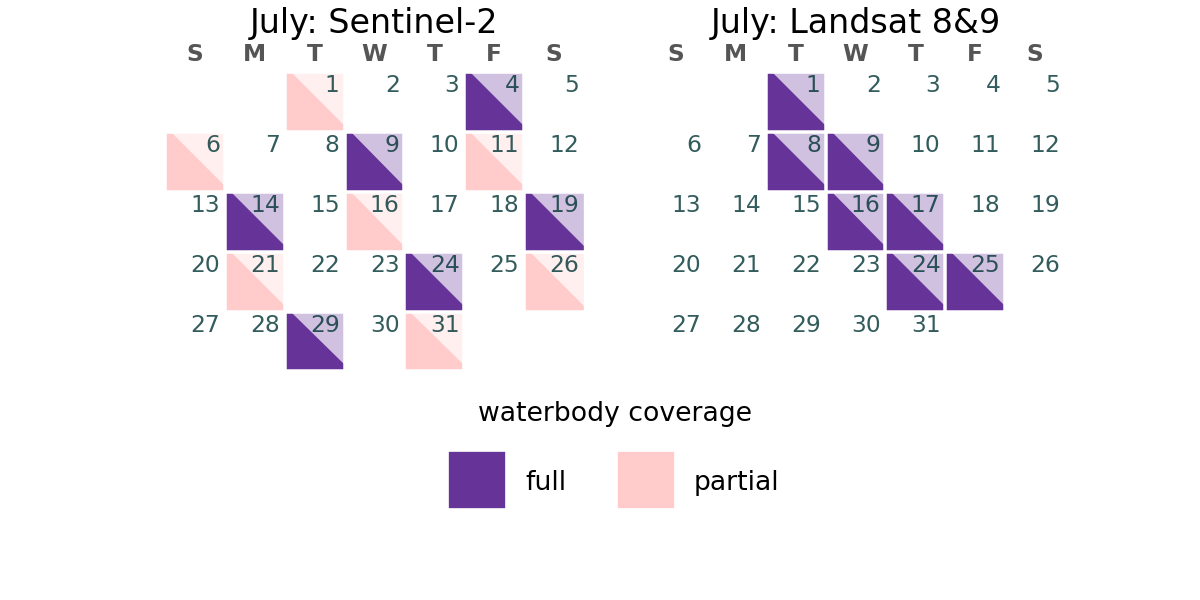 July: Sentinel-2
S M T W T F S
1 2 3 4 5
6 7 8 9 10 11 12
13 14 15 16 17 18 19
20 21 22 23 24 25 26
27 28 29 30 31
July: Landsat 8&9
S M T W T F S
1 2 3 4 5
6 7 8 9 10 11 12
13 14 15 16 17 18 19
20 21 22 23 24 25 26
27 28 29 30 31
waterbody coverage
full
partial